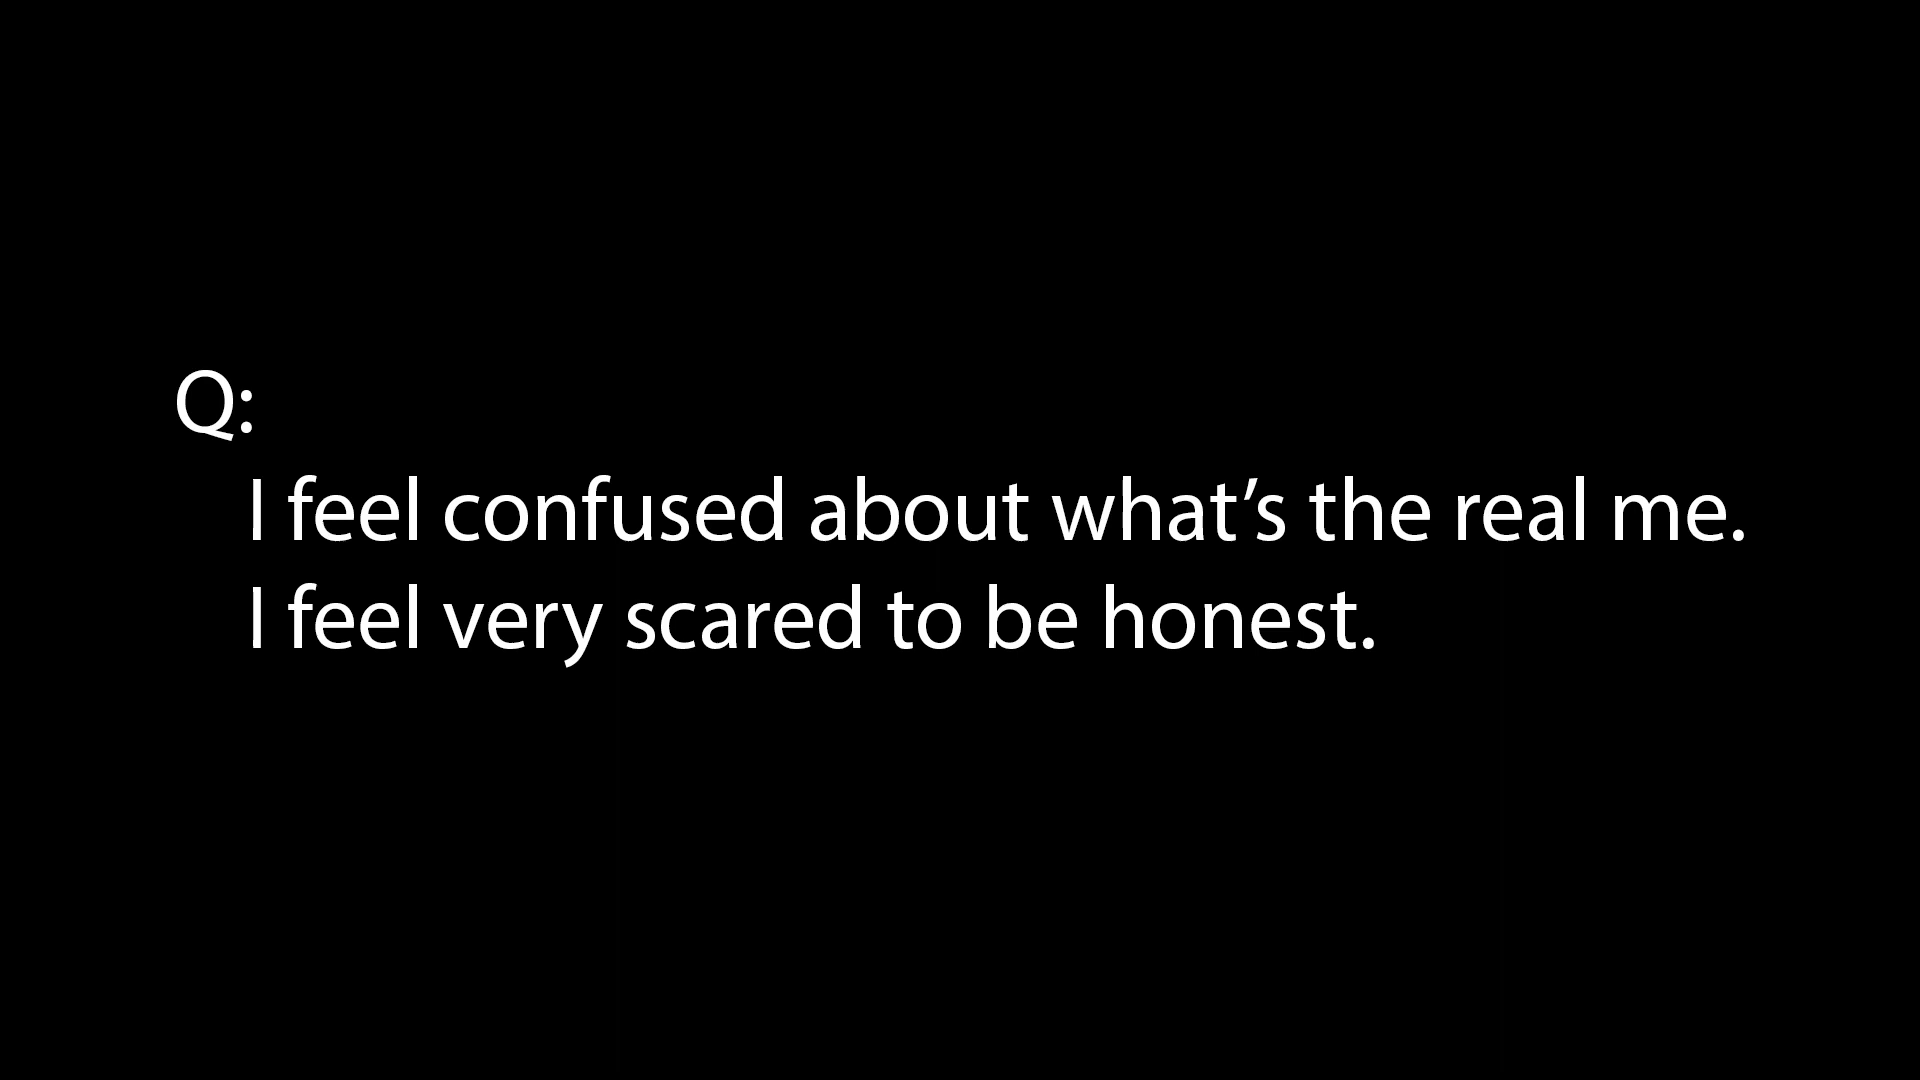 Q:
I feel confused about what’s the real me.
I feel very scared to be honest.